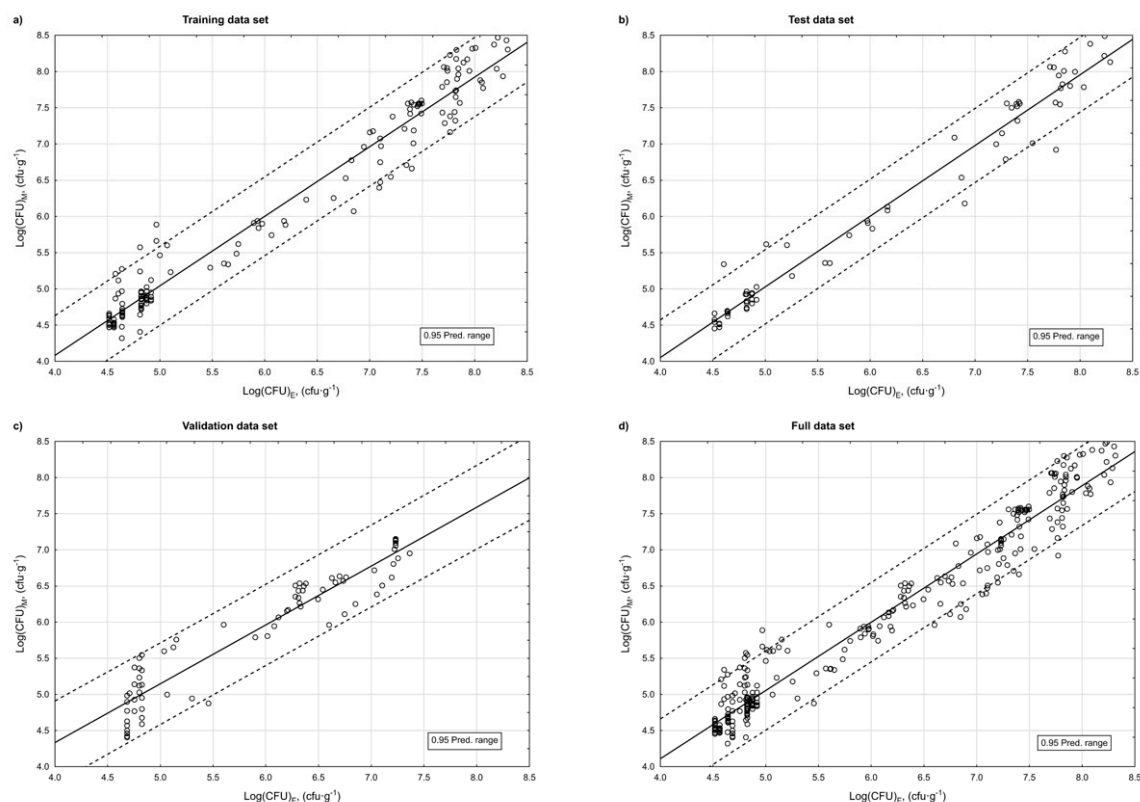 a) Training data set
8.5
8.0
7.5
7.0
6.5
6.0
5.5
5.0
4.5
4.0
Log(CFU)M, (cfu·g-1)
0.95 Pred. range
4.0 4.5 5.0 5.5 6.0 6.5 7.0 7.5 8.0 8.5
Log(CFU)E, (cfu·g-1)
b) Test data set
8.5
8.0
7.5
7.0
6.5
6.0
5.5
5.0
4.5
4.0
Log(CFU)M, (cfu·g-1)
0.95 Pred. range
4.0 4.5 5.0 5.5 6.0 6.5 7.0 7.5 8.0 8.5
Log(CFU)E, (cfu·g-1)
c) Validation data set
8.5
8.0
7.5
7.0
6.5
6.0
5.5
5.0
4.5
4.0
Log(CFU)M, (cfu·g-1)
0.95 Pred. range
4.0 4.5 5.0 5.5 6.0 6.5 7.0 7.5 8.0 8.5
Log(CFU)E, (cfu·g-1)
d) Full data set
8.5
8.0
7.5
7.0
6.5
6.0
5.5
5.0
4.5
4.0
Log(CFU)M, (cfu·g-1)
0.95 Pred. range
4.0 4.5 5.0 5.5 6.0 6.5 7.0 7.5 8.0 8.5
Log(CFU)E, (cfu·g-1)